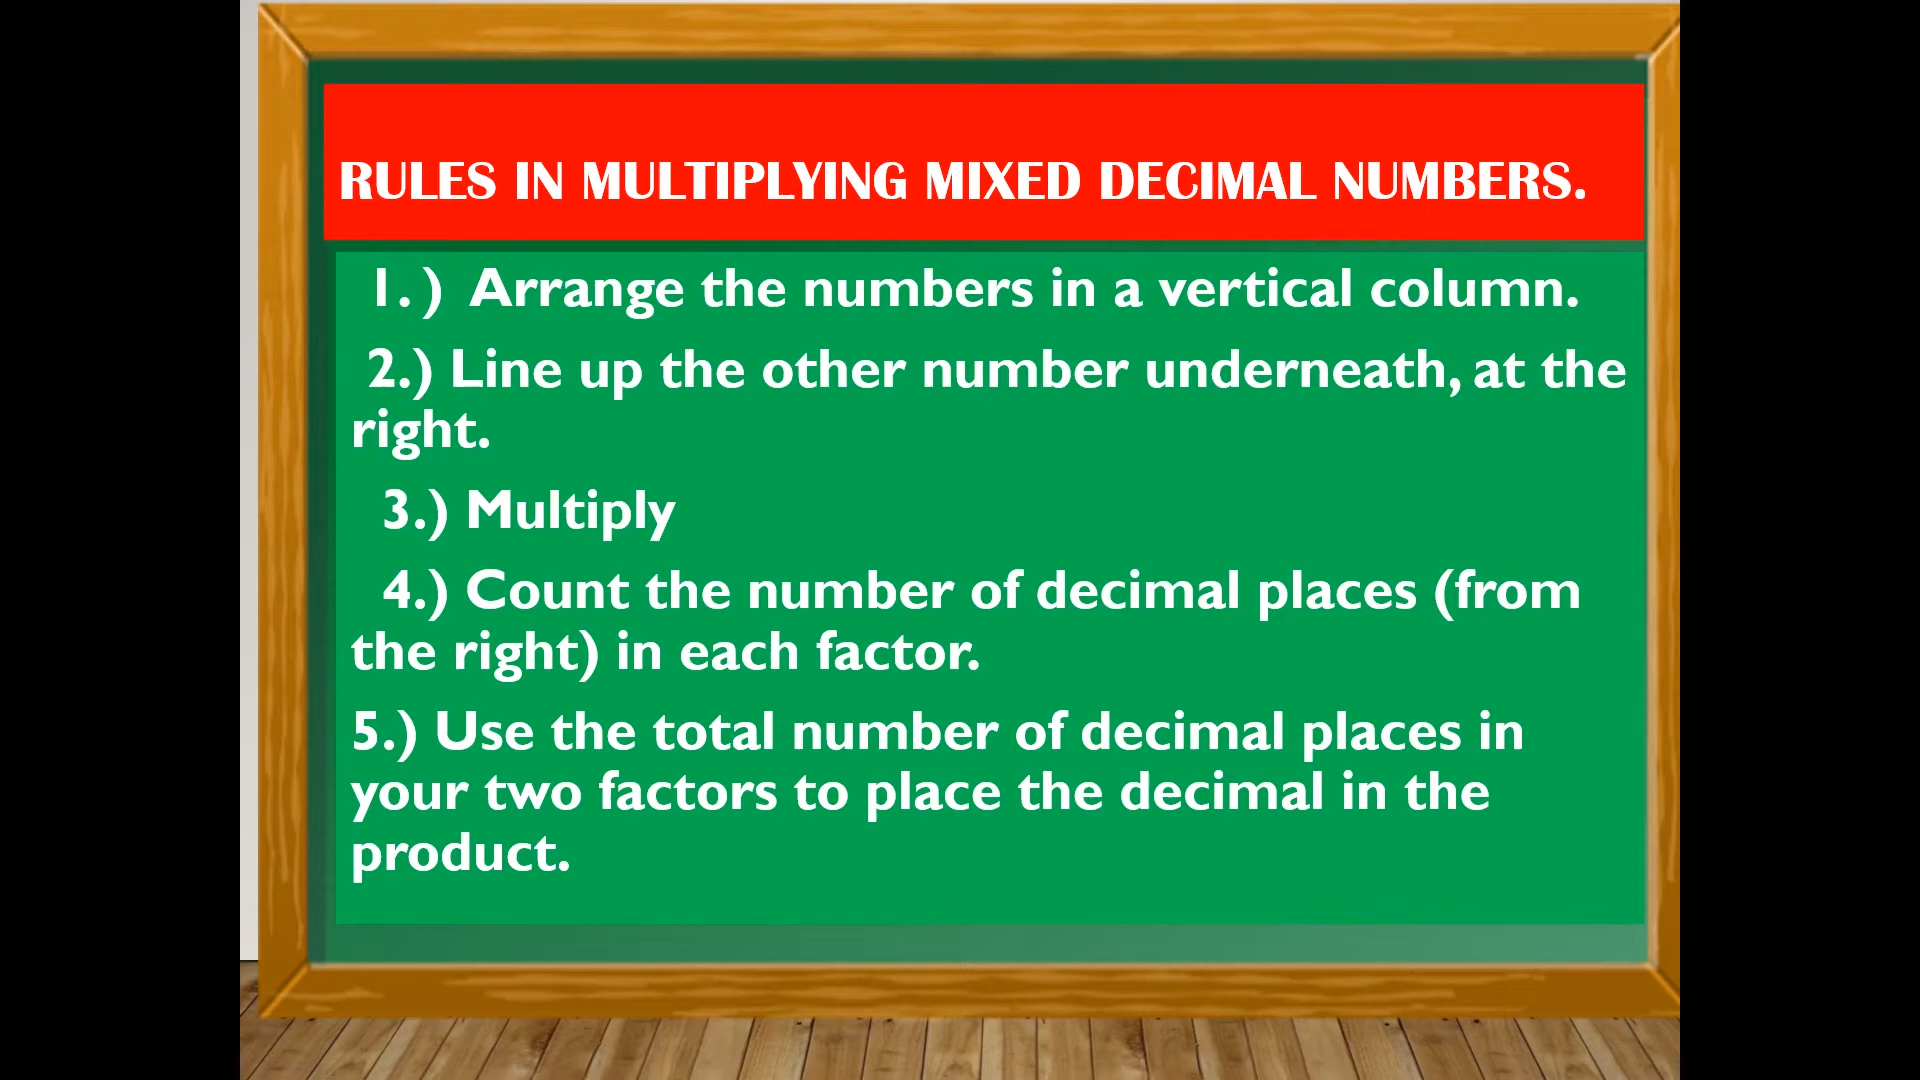 RULES IN MULTIPLYING MIXED DECIMAL NUMBERS.
1. ) Arrange the numbers in a vertical column.
2.) Line up the other number underneath, at the
right.
3.) Multiply
4.) Count the number of decimal places (from
the right) in each factor.
5.) Use the total number of decimal places in
your two factors to place the decimal in the
product.